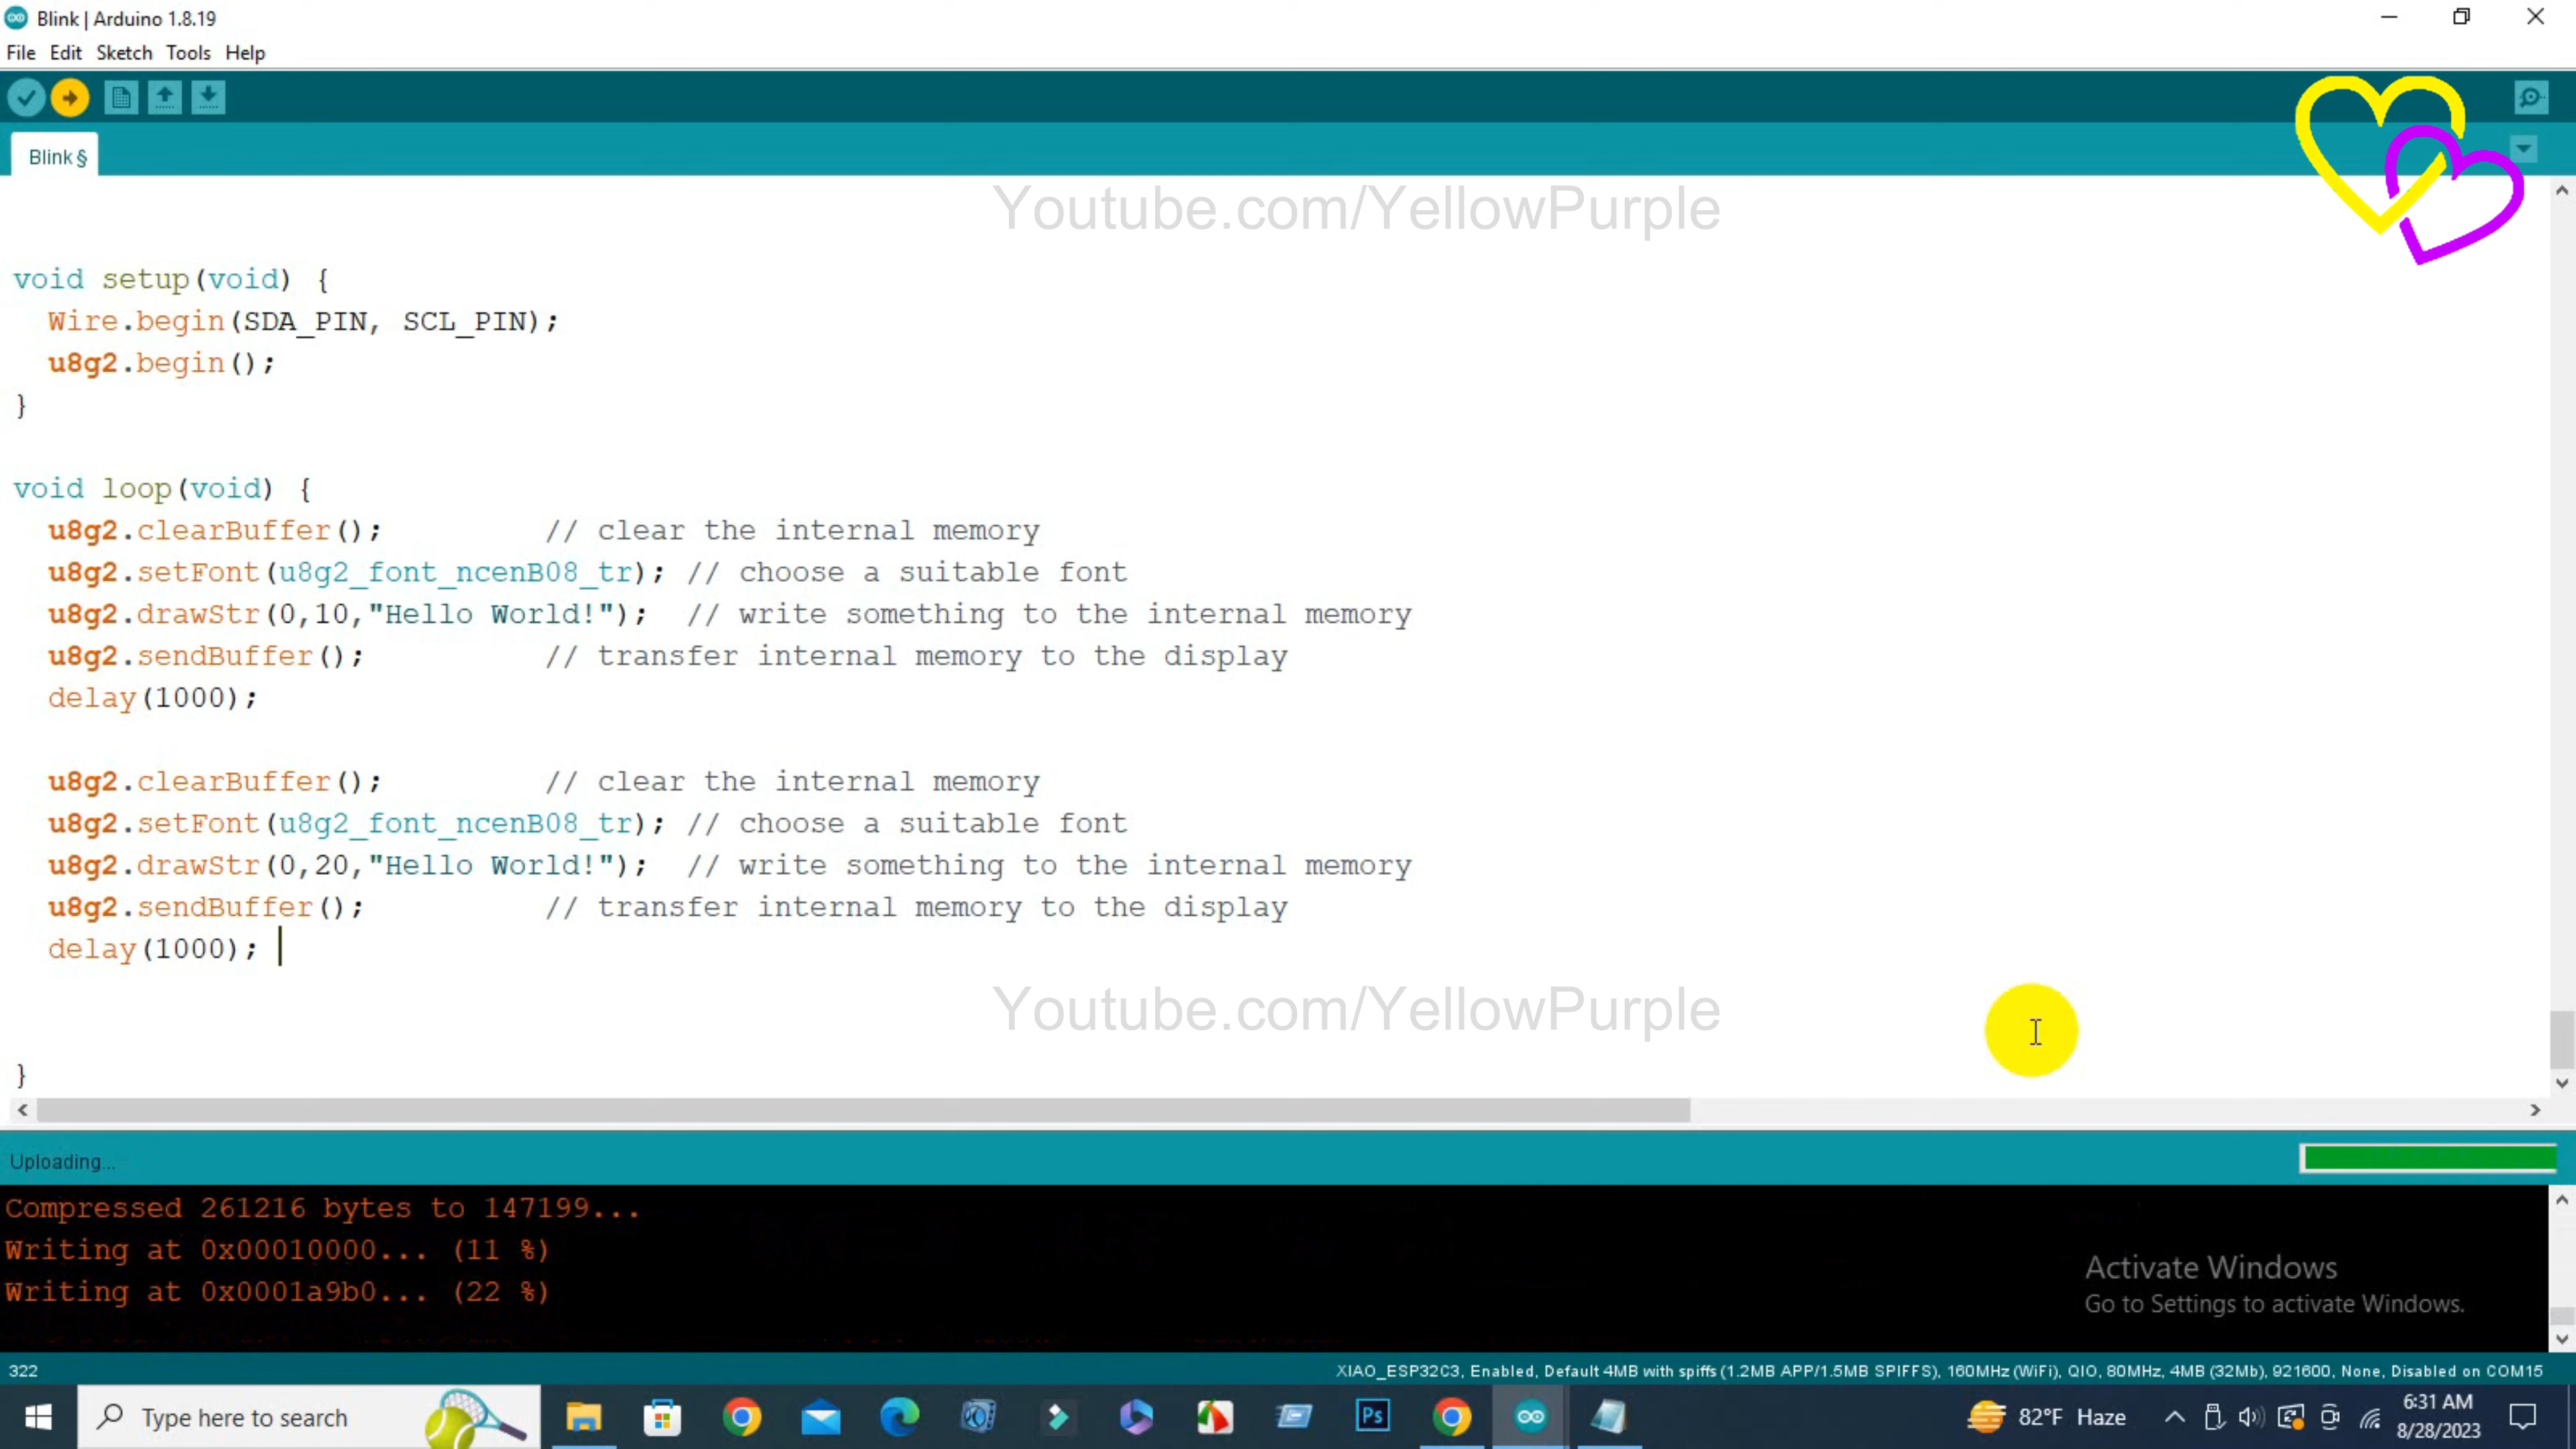 Blink | Arduino 1.8.19
File Edit Sketch Tools Help
Blink §
Youtube.com/YellowPurple
void setup(void) {
  Wire.begin(SDA_PIN, SCL_PIN);
  u8g2.begin();
}
void loop(void) {
  u8g2.clearBuffer();         // clear the internal memory
  u8g2.setFont(u8g2_font_ncenB08_tr); // choose a suitable font
  u8g2.drawStr(0,10,"Hello World!");  // write something to the internal memory
  u8g2.sendBuffer();          // transfer internal memory to the display
  delay(1000);
  u8g2.clearBuffer();         // clear the internal memory
  u8g2.setFont(u8g2_font_ncenB08_tr); // choose a suitable font
  u8g2.drawStr(0,20,"Hello World!");  // write something to the internal memory
  u8g2.sendBuffer();          // transfer internal memory to the display
  delay(1000);
Youtube.com/YellowPurple
}
Uploading...
Compressed 261216 bytes to 147199...
Writing at 0x00010000... (11 %)
Writing at 0x0001a9b0... (22 %)
Activate Windows
Go to Settings to activate Windows.
322
XIAO_ESP32C3, Enabled, Default 4MB with spiffs (1.2MB APP/1.5MB SPIFFS), 160MHz (WiFi), QIO, 80MHz, 4MB (32Mb), 921600, None, Disabled on COM15
Type here to search
Ps
82°F Haze
6:31 AM
8/28/2023